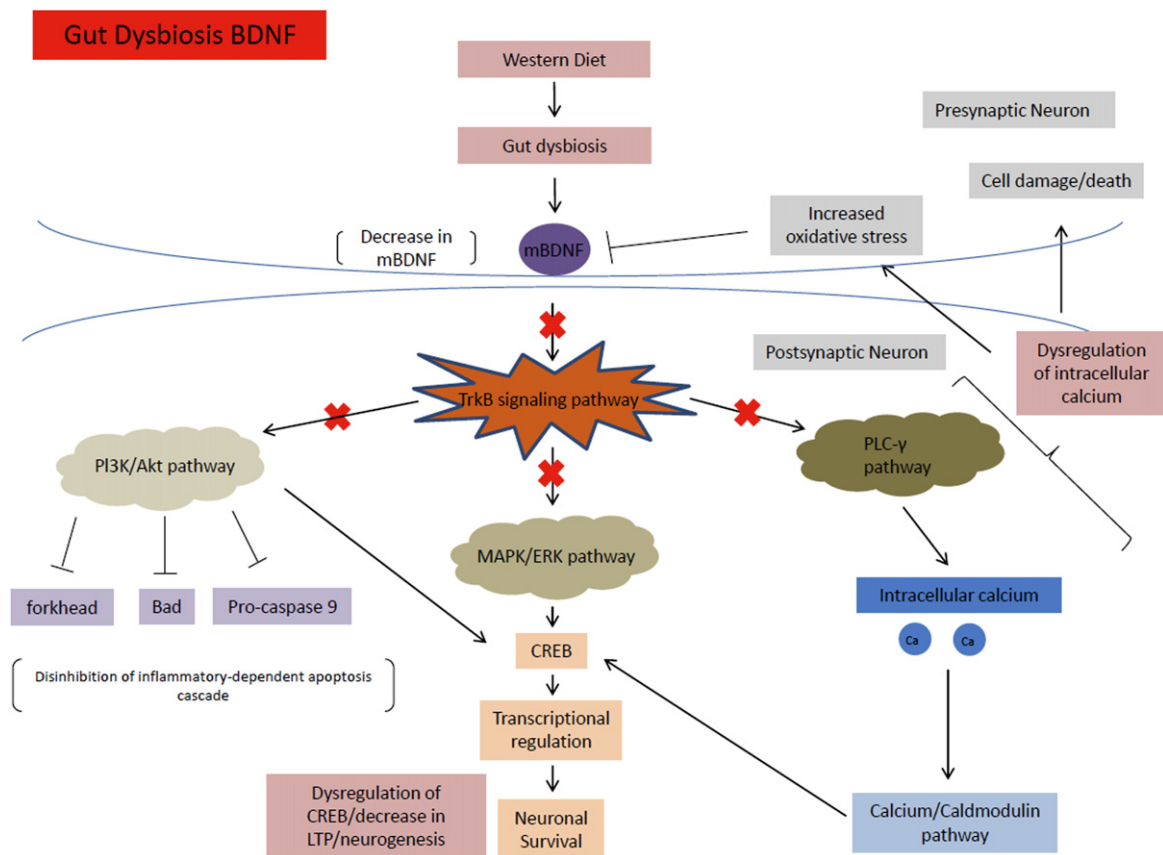 Gut Dysbiosis BDNF
Western Diet
Presynaptic Neuron
Gut dysbiosis
Cell damage/death
Decrease in
mBDNF
mBDNF
Increased
oxidative stress
Postsynaptic Neuron
Dysregulation
of intracellular
calcium
TrkB signaling pathway
PI3K/Akt pathway
PLC-γ
pathway
MAPK/ERK pathway
forkhead
Bad
Pro-caspase 9
Intracellular calcium
Ca
Ca
CREB
Disinhibition of inflammatory-dependent apoptosis
cascade
Transcriptional
regulation
Dysregulation of
CREB/decrease in
LTP/neurogenesis
Neuronal
Survival
Calcium/Caldmodulin
pathway